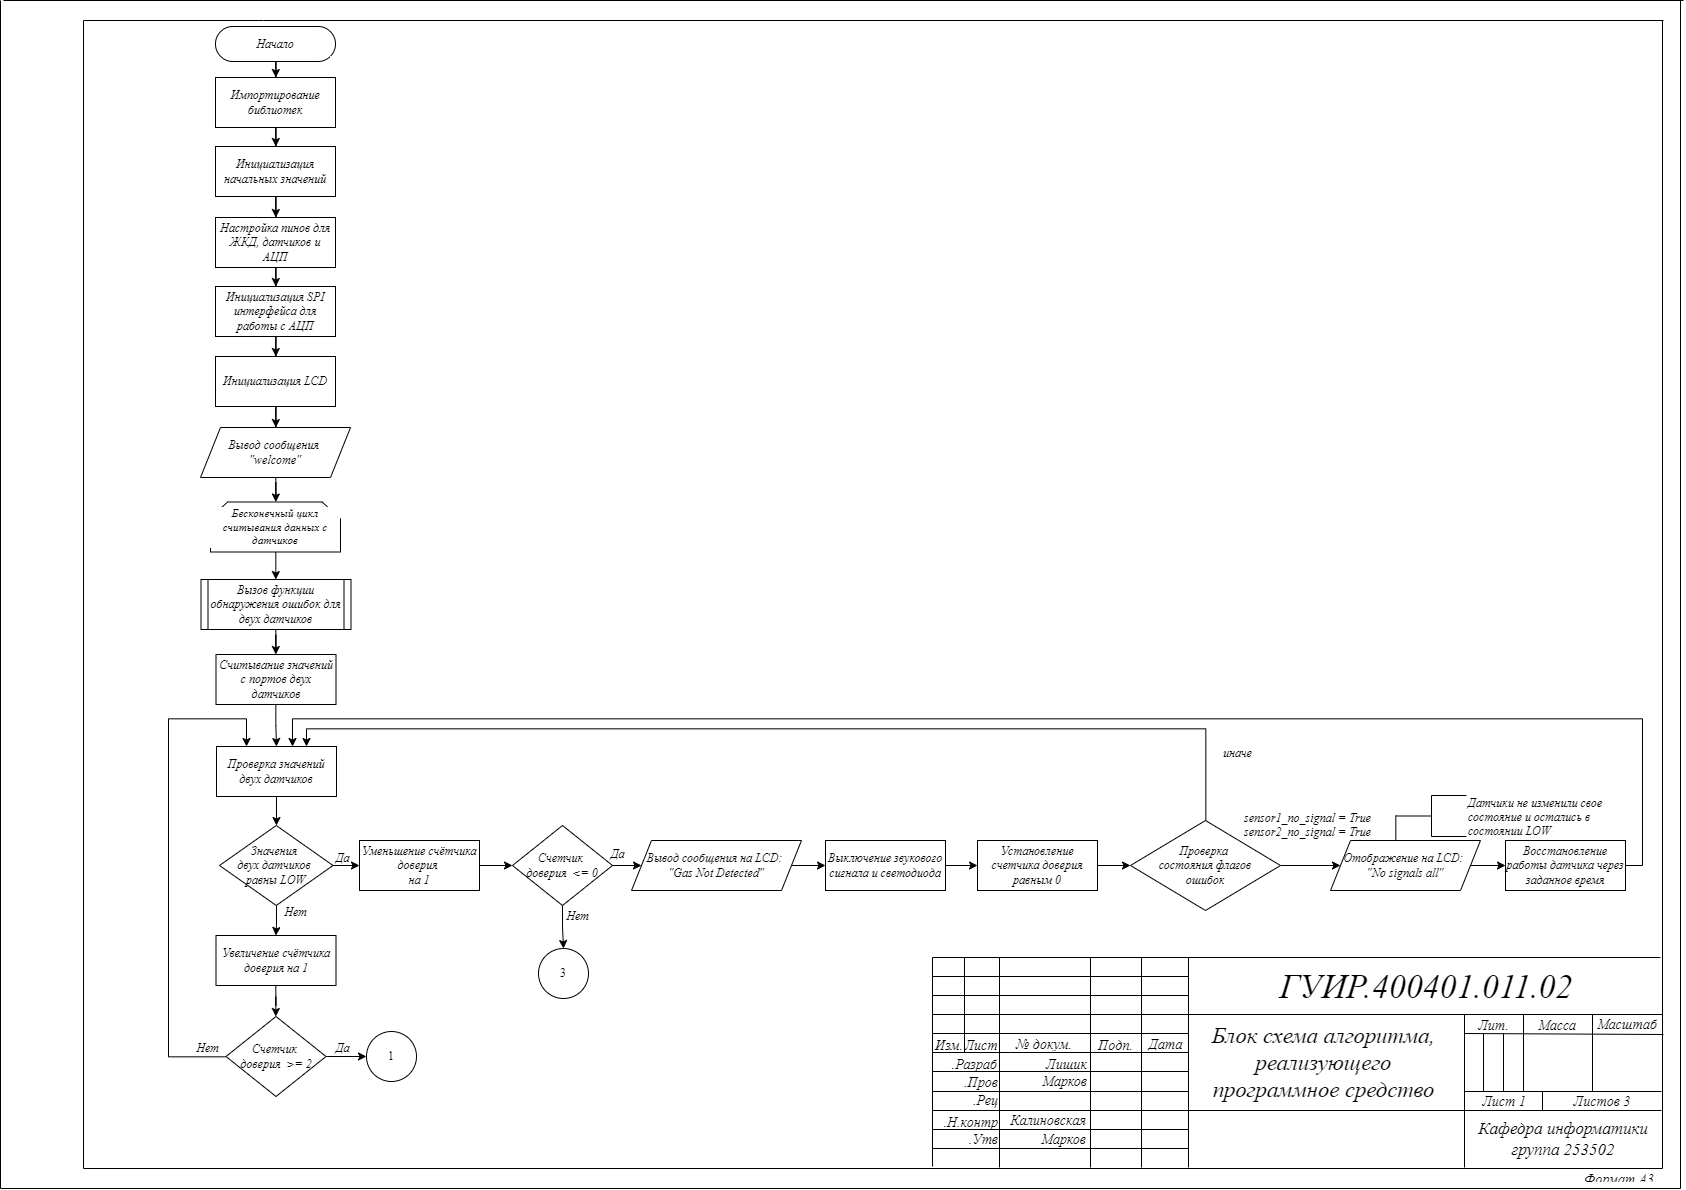 Начало
Импортирование
библиотек
Инициализация
начальных значений
Настройка пинов для
ЖКД, датчиков и
АЦП
Инициализация SPI
интерфейса для
работы с АЦП
Инициализация LCD
Вывод сообщения
"welcome"
Бесконечный цикл
считывания данных с
датчиков
Вызов функции
обнаружения ошибок для
двух датчиков
Считывание значений
с портов двух
датчиков
Проверка значений
двух датчиков
Значения
двух датчиков
равны LOW
Да
Уменьшение счётчика
доверия
на 1
Счетчик
доверия <= 0
Да
Вывод сообщения на LCD:
"Gas Not Detected"
Выключение звукового
сигнала и светодиода
Установление
счетчика доверия
равным 0
Проверка
состояния флагов
ошибок
иначе
sensor1_no_signal = True
sensor2_no_signal = True
Датчики не изменили свое
состояние и остались в
состоянии LOW
Отображение на LCD:
"No signals all"
Восстановление
работы датчика через
заданное время
Нет
Нет
3
Увеличение счётчика
доверия на 1
Счетчик
доверия >= 2
Нет
Да
1
ГУИР.400401.011.02
Блок схема алгоритма,
реализующего
программное средство
Лит. Масса Масштаб
Изм. Лист № докум. Подп. Дата
.Разраб Лишик
.Пров Марков
.Рец
.Н.контр Калиновская
.Утв Марков
Лист 1 Листов 3
Кафедра информатики
группа 253502
Формат А3